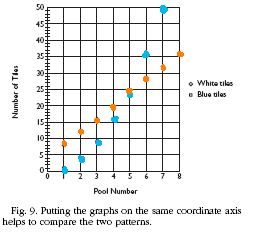 50
45
40
35
30
25
20
15
10
5
0
Number of Tiles
0 1 2 3 4 5 6 7 8
Pool Number
White tiles
Blue tiles
Fig. 9. Putting the graphs on the same coordinate axis
helps to compare the two patterns.